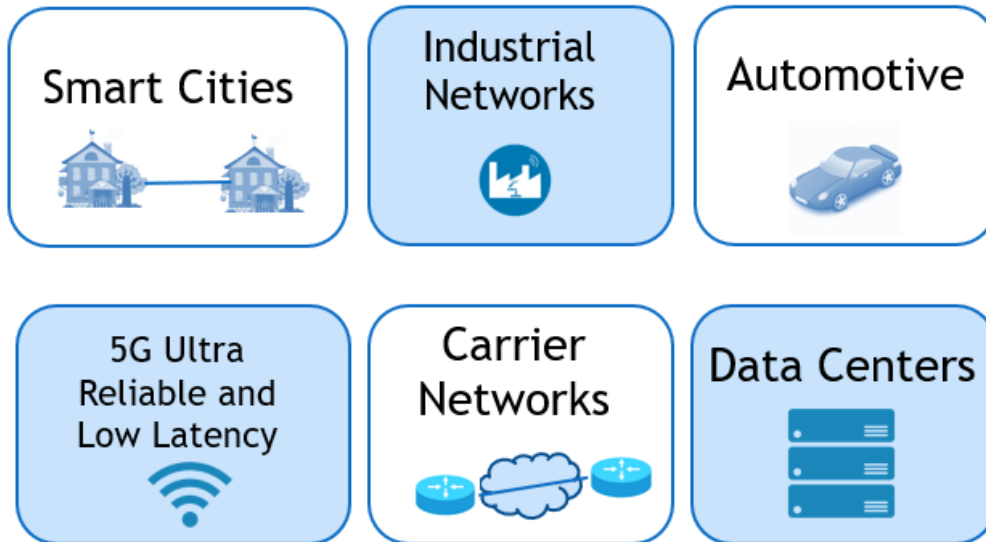 Smart Cities
Industrial
Networks
Automotive
5G Ultra
Reliable and
Low Latency
Carrier
Networks
Data Centers